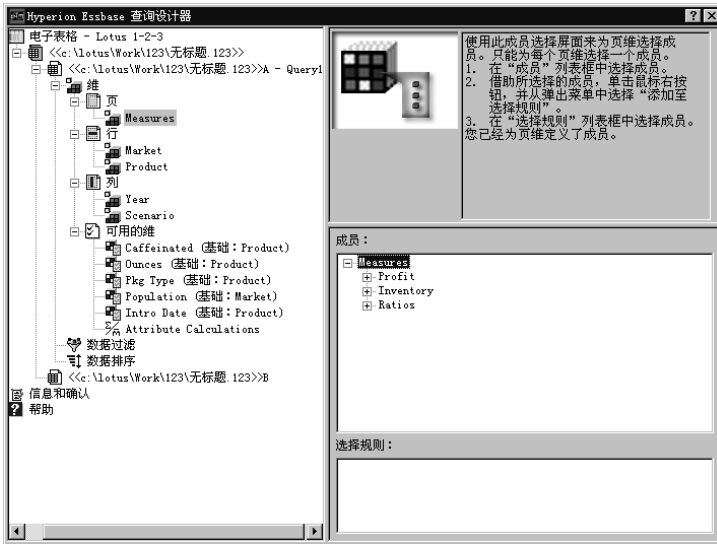 Hyperion Essbase 查询设计器
电子表格 - Lotus 1-2-3
<<c:\lotus\Work\123\无标题.123>>
<<c:\lotus\Work\123\无标题.123>>A - Query1
维
页
Measures
行
Market
Product
列
Year
Scenario
可用的维
Caffeinated (基础：Product)
Ounces (基础：Product)
Pkg Type (基础：Product)
Population (基础：Market)
Intro Date (基础：Product)
Attribute Calculations
数据过滤
数据排序
<<c:\lotus\Work\123\无标题.123>>B
信息和确认
帮助
使用此成员选择屏面来为页维选择成
员。只能为每个页维选择一个成员。
1. 在“成员”列表框中选择成员。
2. 借助所选择的成员，单击鼠标右按
钮，并从弹出菜单中选择“添加至
选择规则”。
3. 在“选择规则”列表框中选择成员。
您已经为页维定义了成员。
成员：
Measures
Profit
Inventory
Ratios
选择规则：